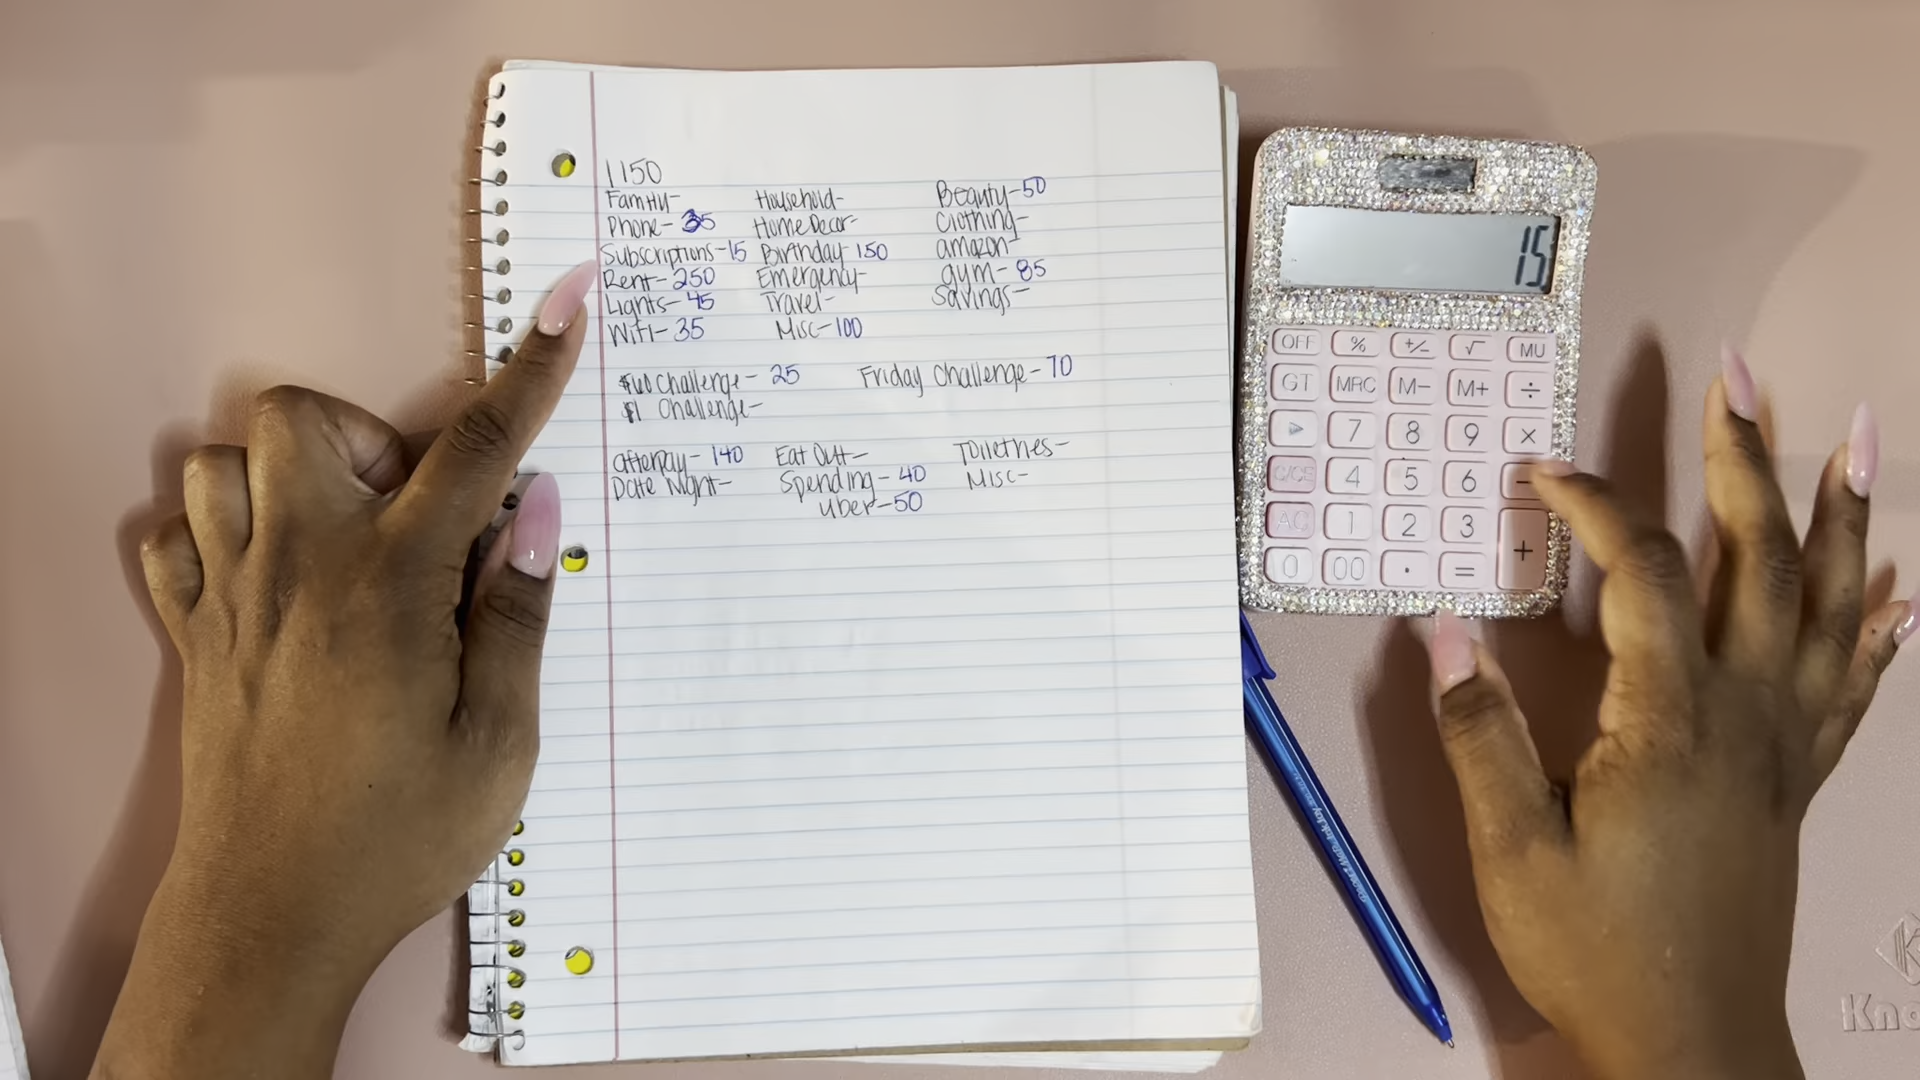 1150
Family- Household- Beauty-50
Phone- 35 Home Decor- Clothing-
Subscriptions-15 Birthday 150 amazon-
Rent-250 Emergency- gym-85
Lights-45 Travel- Savings-
WiFi-35 Misc-100
Challenge- 25 Friday Challenge-70
$1 Challenge-
afterpay-140 Eat Out- Toiletries-
Date Night- Spending-40 Misc-
uber-50
15
OFF % +/- √ MU
GT MRC M- M+ ÷
▶ 7 8 9 ×
C/CE 4 5 6 -
AC 1 2 3 +
0 00 . =
InkJoy
Kno